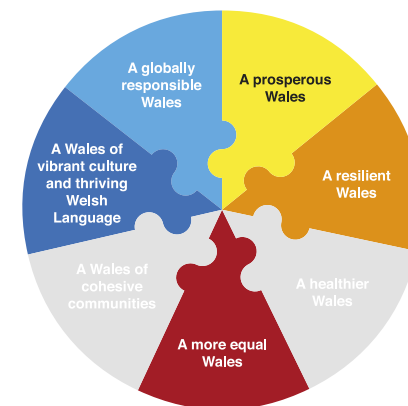 A prosperous
Wales
A resilient
Wales
A healthier
Wales
A more equal
Wales
A Wales of
cohesive
communities
A Wales of
vibrant culture
and thriving
Welsh
Language
A globally
responsible
Wales